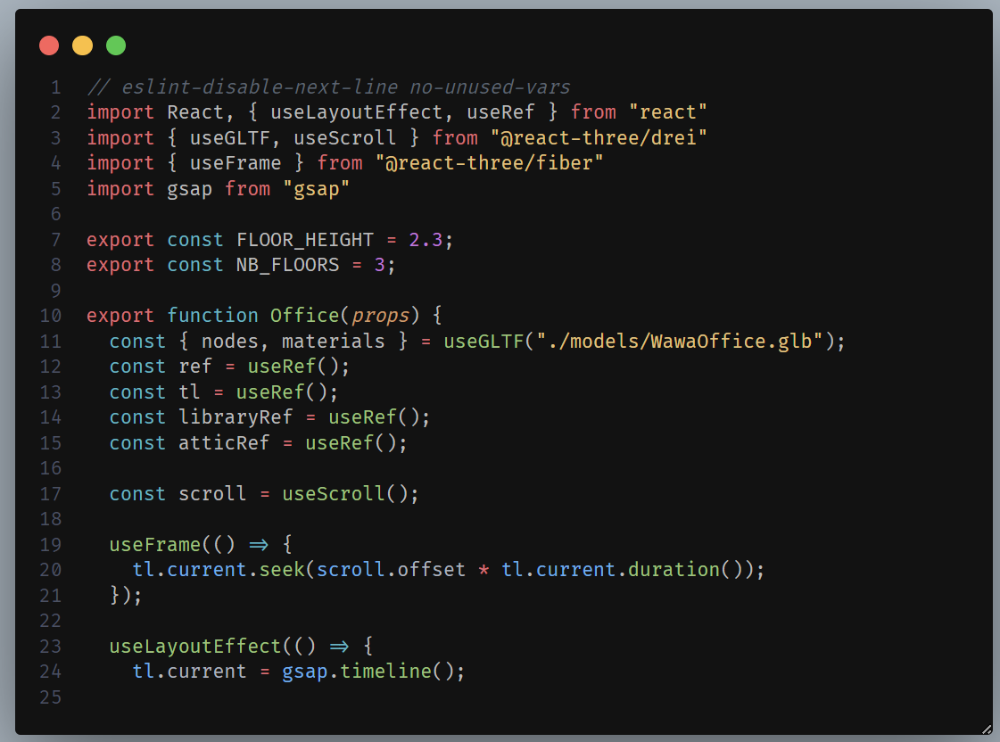 1 // eslint-disable-next-line no-unused-vars
2 import React, { useLayoutEffect, useRef } from "react"
3 import { useGLTF, useScroll } from "@react-three/drei"
4 import { useFrame } from "@react-three/fiber"
5 import gsap from "gsap"
6
7 export const FLOOR_HEIGHT = 2.3;
8 export const NB_FLOORS = 3;
9
10 export function Office(props) {
11   const { nodes, materials } = useGLTF("./models/WawaOffice.glb");
12   const ref = useRef();
13   const tl = useRef();
14   const libraryRef = useRef();
15   const atticRef = useRef();
16
17   const scroll = useScroll();
18
19   useFrame(() => {
20     tl.current.seek(scroll.offset * tl.current.duration());
21   });
22
23   useLayoutEffect(() => {
24     tl.current = gsap.timeline();
25